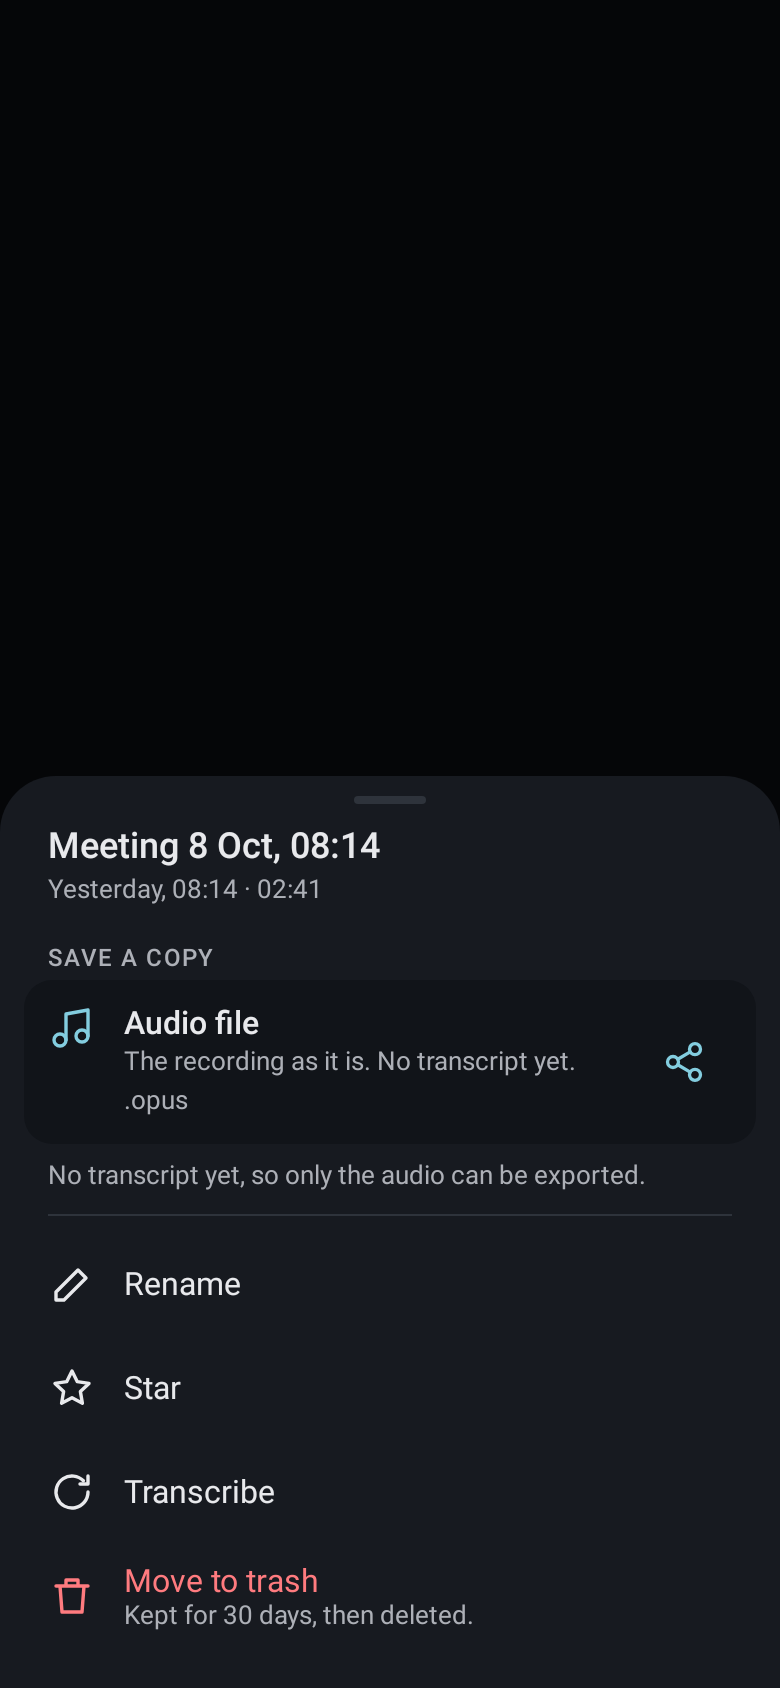 Meeting 8 Oct, 08:14
Yesterday, 08:14 · 02:41
SAVE A COPY
Audio file
The recording as it is. No transcript yet.
.opus
No transcript yet, so only the audio can be exported.
Rename
Star
Transcribe
Move to trash
Kept for 30 days, then deleted.